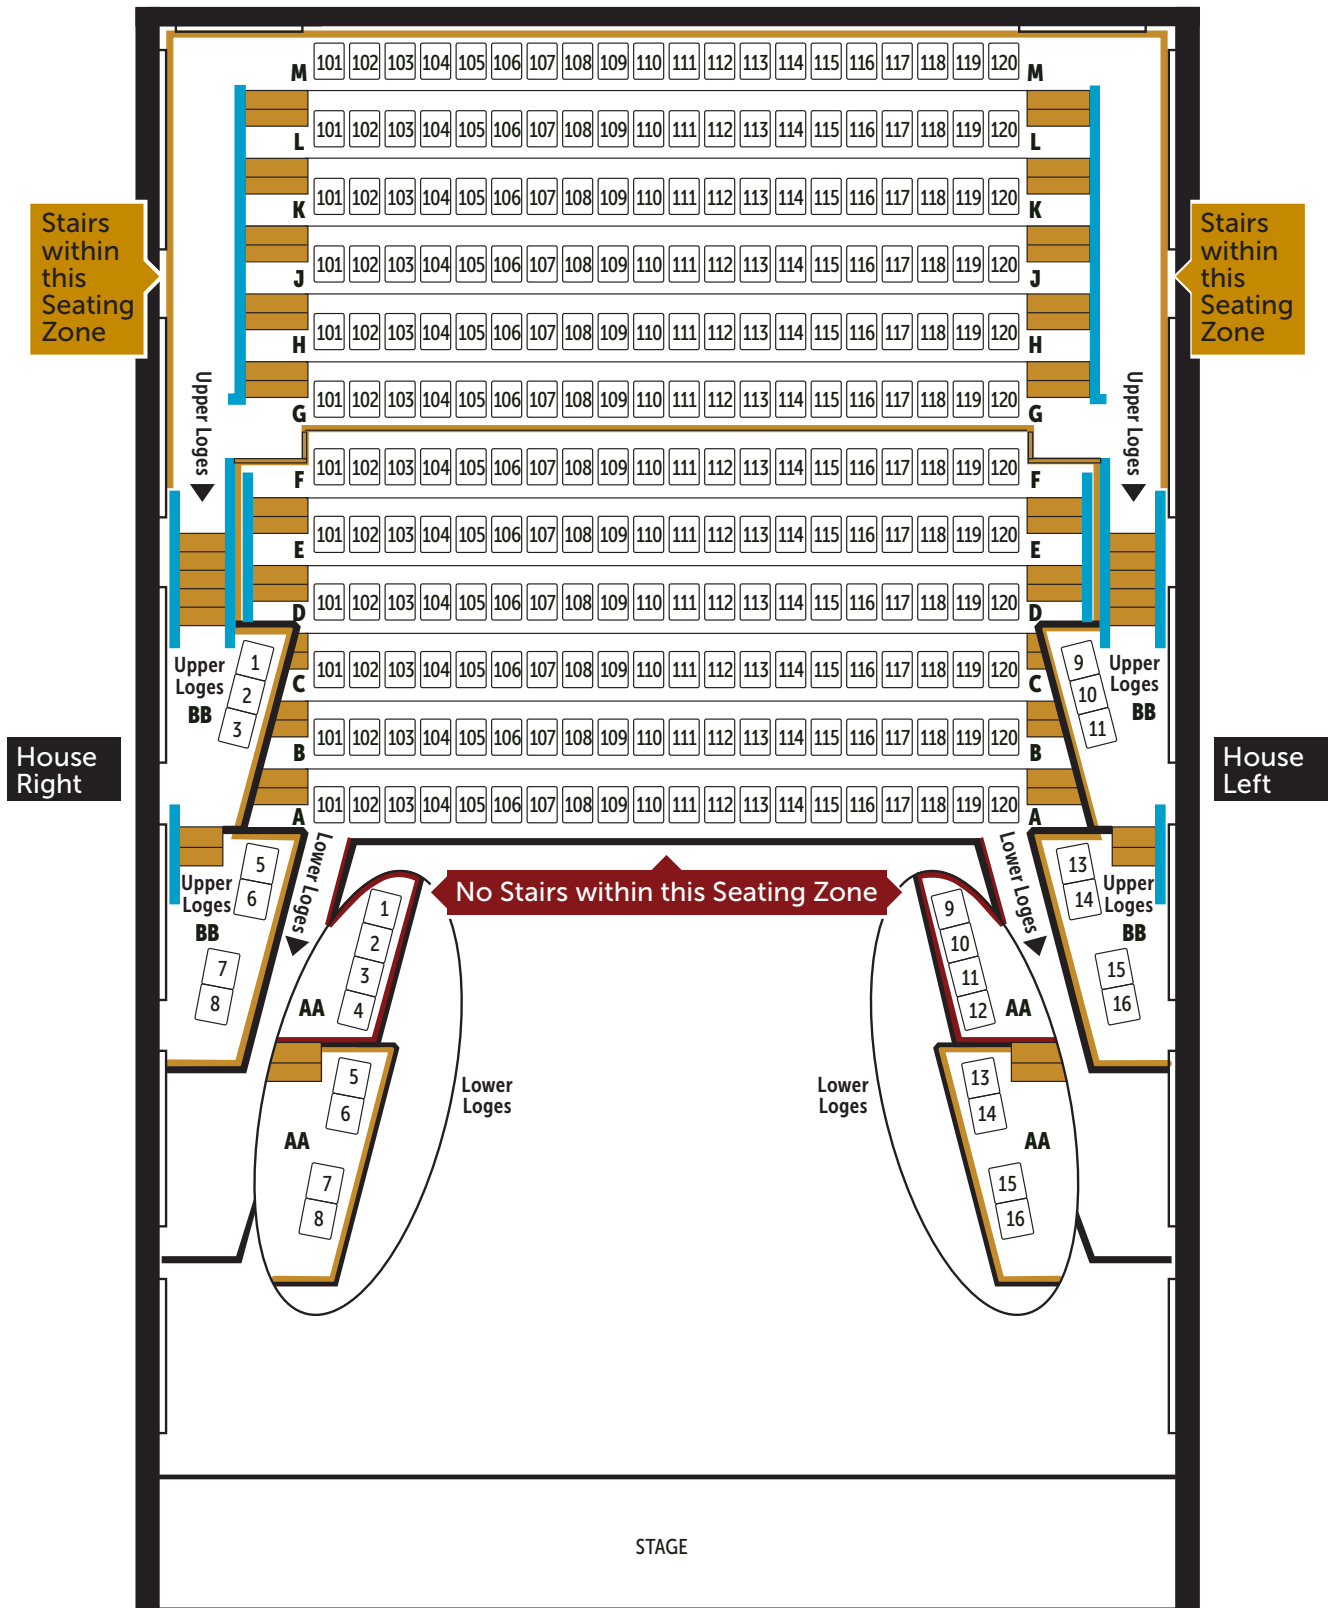 M 101 102 103 104 105 106 107 108 109 110 111 112 113 114 115 116 117 118 119 120 M
L 101 102 103 104 105 106 107 108 109 110 111 112 113 114 115 116 117 118 119 120 L
K 101 102 103 104 105 106 107 108 109 110 111 112 113 114 115 116 117 118 119 120 K
Stairs
within
this
Seating
Zone
Stairs
within
this
Seating
Zone
J 101 102 103 104 105 106 107 108 109 110 111 112 113 114 115 116 117 118 119 120 J
H 101 102 103 104 105 106 107 108 109 110 111 112 113 114 115 116 117 118 119 120 H
G 101 102 103 104 105 106 107 108 109 110 111 112 113 114 115 116 117 118 119 120 G
Upper Loges
Upper Loges
F 101 102 103 104 105 106 107 108 109 110 111 112 113 114 115 116 117 118 119 120 F
E 101 102 103 104 105 106 107 108 109 110 111 112 113 114 115 116 117 118 119 120 E
D 101 102 103 104 105 106 107 108 109 110 111 112 113 114 115 116 117 118 119 120 D
C 101 102 103 104 105 106 107 108 109 110 111 112 113 114 115 116 117 118 119 120 C
B 101 102 103 104 105 106 107 108 109 110 111 112 113 114 115 116 117 118 119 120 B
A 101 102 103 104 105 106 107 108 109 110 111 112 113 114 115 116 117 118 119 120 A
Upper
Loges
BB
1
2
3
9
10
11
Upper
Loges
BB
House
Right
House
Left
Upper
Loges
BB
5
6
7
8
Lower Loges
No Stairs within this Seating Zone
Lower Loges
13
14
15
16
Upper
Loges
BB
1
2
3
4
AA
9
10
11
12
AA
5
6
7
8
AA
Lower
Loges
Lower
Loges
13
14
15
16
AA
STAGE